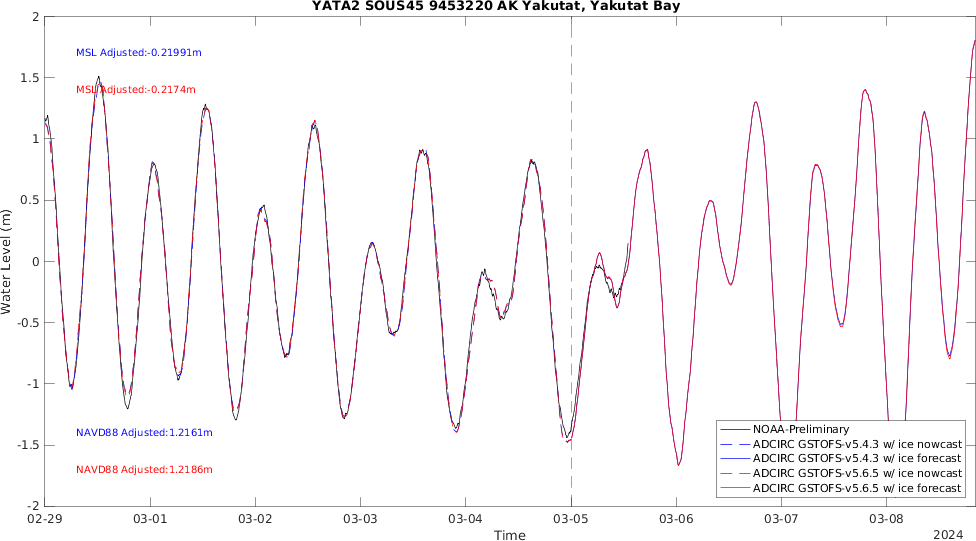 YATA2 SOUS45 9453220 AK Yakutat, Yakutat Bay
2
1.5
1
0.5
0
-0.5
-1
-1.5
-2
Water Level (m)
MSL Adjusted:-0.21991m
MSL Adjusted:-0.2174m
NAVD88 Adjusted:1.2161m
NAVD88 Adjusted:1.2186m
NOAA-Preliminary
ADCIRC GSTOFS-v5.4.3 w/ ice nowcast
ADCIRC GSTOFS-v5.4.3 w/ ice forecast
ADCIRC GSTOFS-v5.6.5 w/ ice nowcast
ADCIRC GSTOFS-v5.6.5 w/ ice forecast
02-29 03-01 03-02 03-03 03-04 03-05 03-06 03-07 03-08
Time
2024